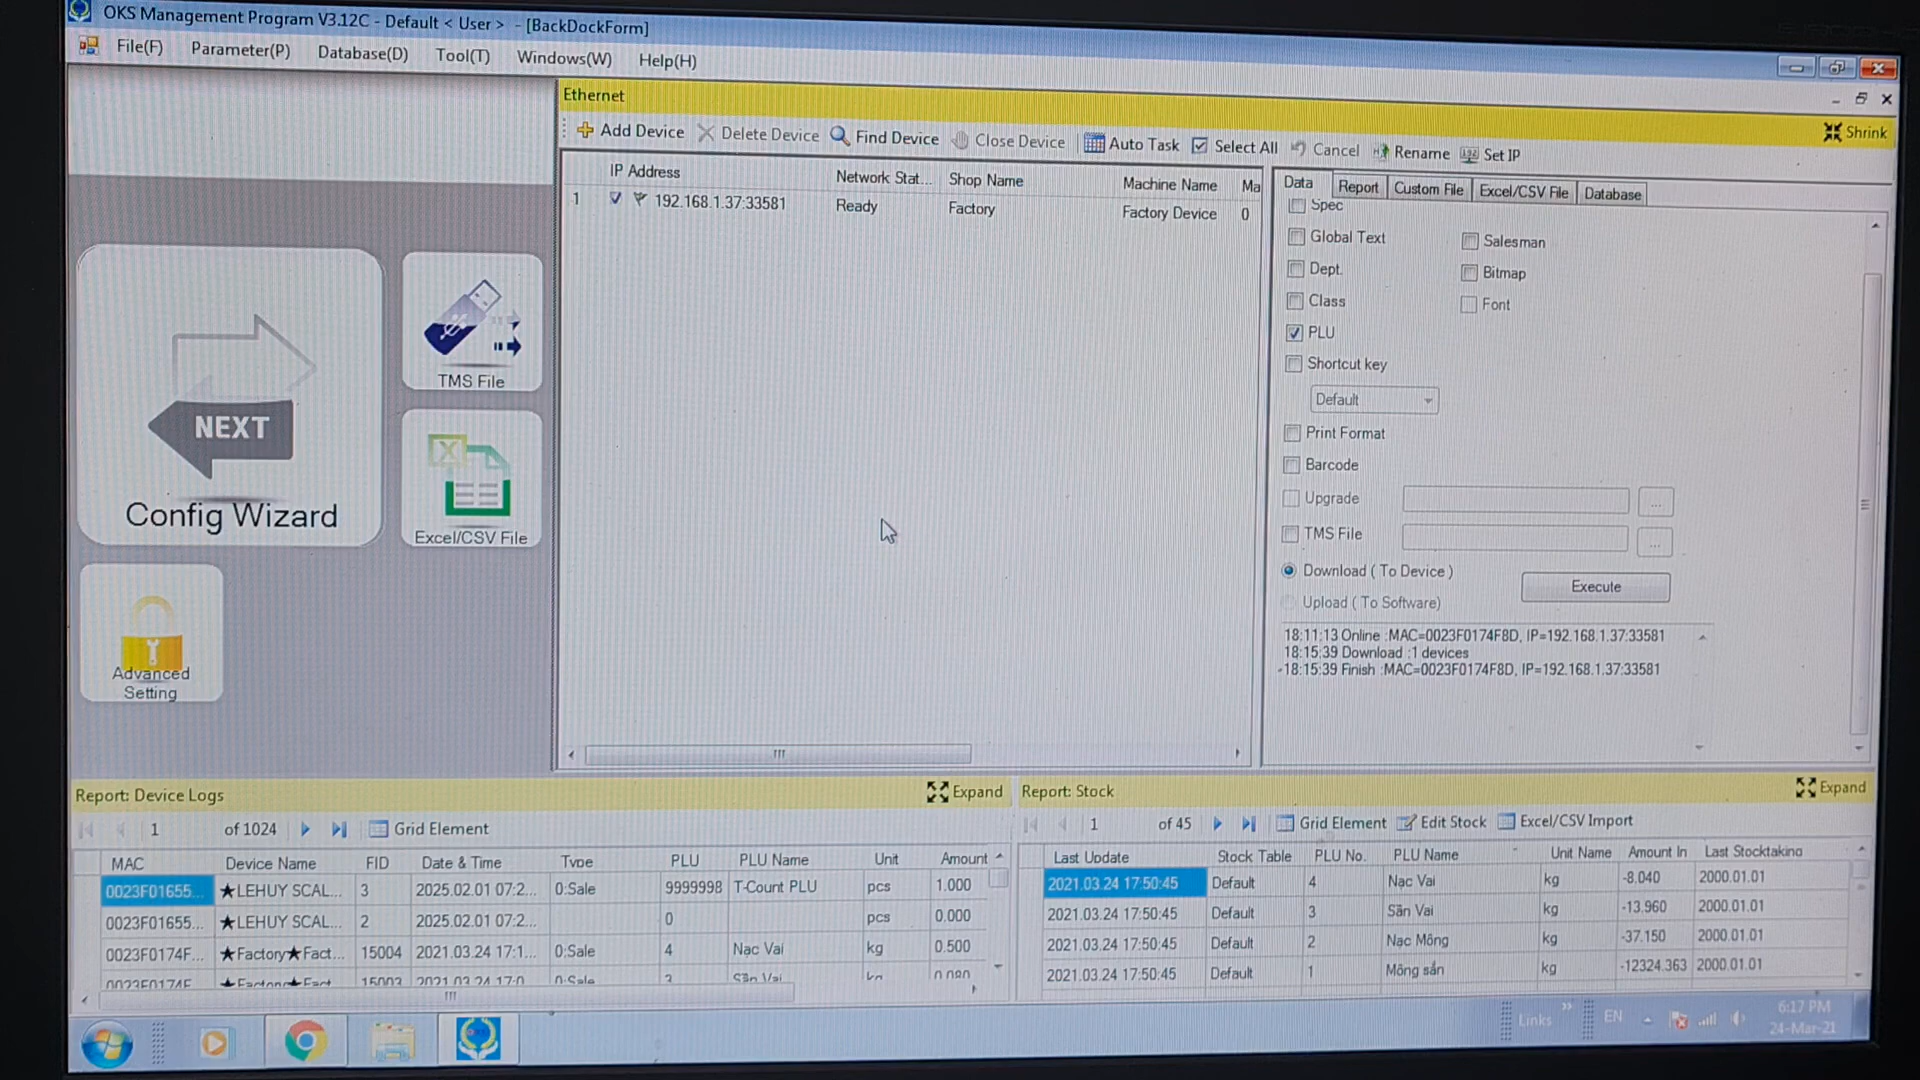 OKS Management Program V3.12C - Default < User > - [BackDockForm]
File(F) Parameter(P) Database(D) Tool(T) Windows(W) Help(H)
Ethernet
Shrink
Add Device Delete Device Find Device Close Device Auto Task Select All Cancel Rename Set IP
IP Address Network Stat... Shop Name Machine Name Ma
1 192.168.1.37:33581 Ready Factory Factory Device 0
Data Report Custom File Excel/CSV File Database
Spec
Global Text Salesman
Dept. Bitmap
Class Font
PLU
Shortcut key
Default
Print Format
Barcode
Upgrade ...
TMS File ...
Download ( To Device )
Execute
Upload ( To Software)
18:11:13 Online :MAC=0023F0174F8D, IP=192.168.1.37:33581
18:15:39 Download :1 devices
18:15:39 Finish :MAC=0023F0174F8D, IP=192.168.1.37:33581
NEXT
Config Wizard
TMS File
Excel/CSV File
Advanced
Setting
Report: Device Logs Expand
1 of 1024 Grid Element
MAC Device Name FID Date & Time Type PLU PLU Name Unit Amount
0023F01655... ★LEHUY SCAL... 3 2025.02.01 07:2... 0:Sale 9999998 T-Count PLU pcs 1.000
0023F01655... ★LEHUY SCAL... 2 2025.02.01 07:2... 0 pcs 0.000
0023F0174F... ★Factory★Fact... 15004 2021.03.24 17:1... 0:Sale 4 Nạc Vai kg 0.500
Report: Stock Expand
1 of 45 Grid Element Edit Stock Excel/CSV Import
Last Update Stock Table PLU No. PLU Name Unit Name Amount In Last Stocktaking
2021.03.24 17:50:45 Default 4 Nạc Vai kg -8.040 2000.01.01
2021.03.24 17:50:45 Default 3 Sấn Vai kg -13.960 2000.01.01
2021.03.24 17:50:45 Default 2 Nạc Mông kg -37.150 2000.01.01
2021.03.24 17:50:45 Default 1 Mông sấn kg -12324.363 2000.01.01
Links EN 6:17 PM
24-Mar-21